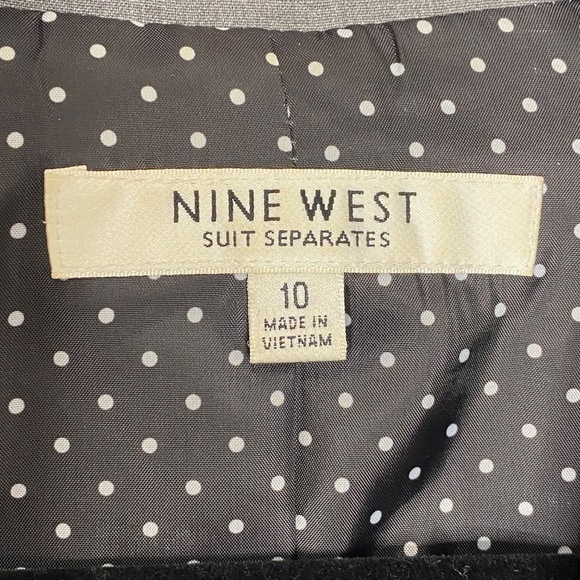 NINE WEST
SUIT SEPARATES
10
MADE IN
VIETNAM